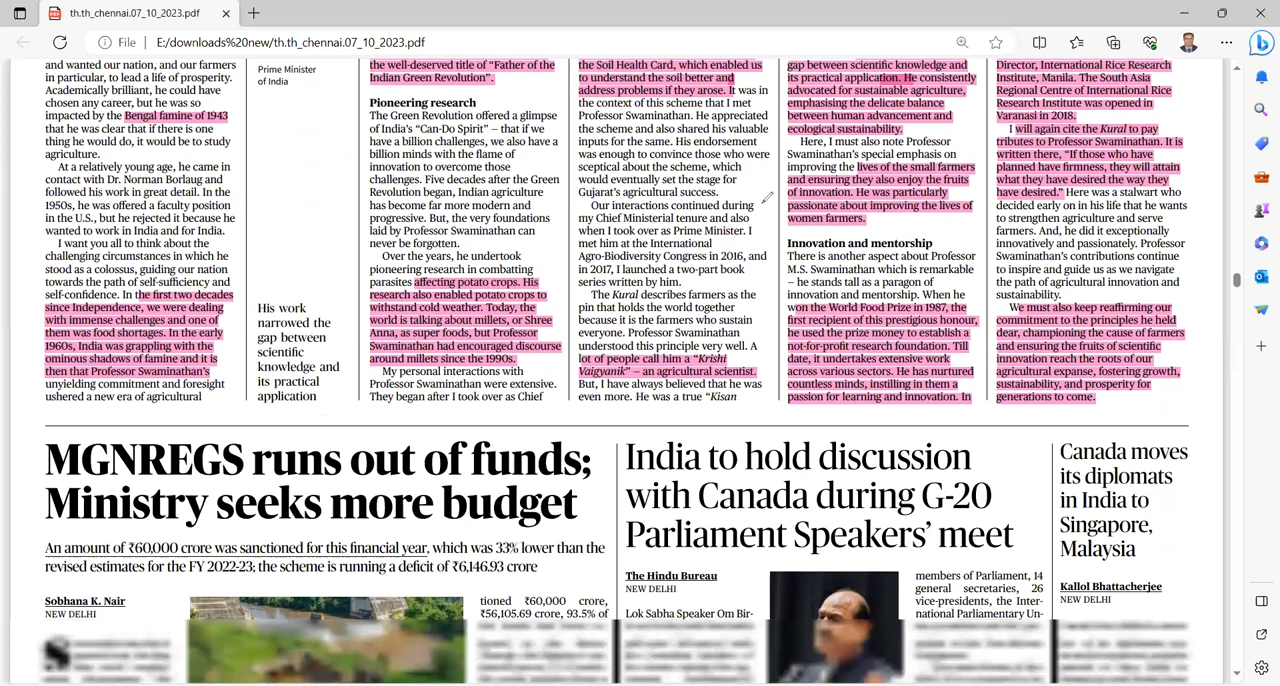 th.th_chennai.07_10_2023.pdf
File
E:/downloads%20new/th.th_chennai.07_10_2023.pdf
and wanted our nation, and our farmers
in particular, to lead a life of prosperity.
Academically brilliant, he could have
chosen any career, but he was so
impacted by the Bengal famine of 1943
that he was clear that if there is one
thing he would do, it would be to study
agriculture.
At a relatively young age, he came in
contact with Dr. Norman Borlaug and
followed his work in great detail. In the
1950s, he was offered a faculty position
in the U.S., but he rejected it because he
wanted to work in India and for India.
I want you all to think about the
challenging circumstances in which he
stood as a colossus, guiding our nation
towards the path of self-sufficiency and
self-confidence. In the first two decades
since Independence, we were dealing
with immense challenges and one of
them was food shortages. In the early
1960s, India was grappling with the
ominous shadows of famine and it is
then that Professor Swaminathan's
unyielding commitment and foresight
ushered a new era of agricultural
Prime Minister
of India
His work
narrowed the
gap between
scientific
knowledge and
its practical
application
the well-deserved title of “Father of the
Indian Green Revolution”.
Pioneering research
The Green Revolution offered a glimpse
of India's “Can-Do Spirit” – that if we
have a billion challenges, we also have a
billion minds with the flame of
innovation to overcome those
challenges. Five decades after the Green
Revolution began, Indian agriculture
has become far more modern and
progressive. But, the very foundations
laid by Professor Swaminathan can
never be forgotten.
Over the years, he undertook
pioneering research in combatting
parasites affecting potato crops. His
research also enabled potato crops to
withstand cold weather. Today, the
world is talking about millets, or Shree
Anna, as super foods, but Professor
Swaminathan had encouraged discourse
around millets since the 1990s.
My personal interactions with
Professor Swaminathan were extensive.
They began after I took over as Chief
the Soil Health Card, which enabled us
to understand the soil better and
address problems if they arose. It was in
the context of this scheme that I met
Professor Swaminathan. He appreciated
the scheme and also shared his valuable
inputs for the same. His endorsement
was enough to convince those who were
sceptical about the scheme, which
would eventually set the stage for
Gujarat's agricultural success.
Our interactions continued during
my Chief Ministerial tenure and also
when I took over as Prime Minister. I
met him at the International
Agro-Biodiversity Congress in 2016, and
in 2017, I launched a two-part book
series written by him.
The Kural describes farmers as the
pin that holds the world together
because it is the farmers who sustain
everyone. Professor Swaminathan
understood this principle very well. A
lot of people call him a “Krishi
Vaigyanik” – an agricultural scientist.
But, I have always believed that he was
even more. He was a true “Kisan
gap between scientific knowledge and
its practical application. He consistently
advocated for sustainable agriculture,
emphasising the delicate balance
between human advancement and
ecological sustainability.
Here, I must also note Professor
Swaminathan's special emphasis on
improving the lives of the small farmers
and ensuring they also enjoy the fruits
of innovation. He was particularly
passionate about improving the lives of
women farmers.
Innovation and mentorship
There is another aspect about Professor
M.S. Swaminathan which is remarkable
– he stands tall as a paragon of
innovation and mentorship. When he
won the World Food Prize in 1987, the
first recipient of this prestigious honour,
he used the prize money to establish a
not-for-profit research foundation. Till
date, it undertakes extensive work
across various sectors. He has nurtured
countless minds, instilling in them a
passion for learning and innovation. In
Director, International Rice Research
Institute, Manila. The South Asia
Regional Centre of International Rice
Research Institute was opened in
Varanasi in 2018.
I will again cite the Kural to pay
tributes to Professor Swaminathan. It is
written there, “If those who have
planned have firmness, they will attain
what they have desired the way they
have desired.” Here was a stalwart who
decided early on in his life that he wants
to strengthen agriculture and serve
farmers. And, he did it exceptionally
innovatively and passionately. Professor
Swaminathan's contributions continue
to inspire and guide us as we navigate
the path of agricultural innovation and
sustainability.
We must also keep reaffirming our
commitment to the principles he held
dear, championing the cause of farmers
and ensuring the fruits of scientific
innovation reach the roots of our
agricultural expanse, fostering growth,
sustainability, and prosperity for
generations to come.
MGNREGS runs out of funds;
Ministry seeks more budget
An amount of ₹60,000 crore was sanctioned for this financial year, which was 33% lower than the
revised estimates for the FY 2022-23; the scheme is running a deficit of ₹6,146.93 crore
Sobhana K. Nair
NEW DELHI
tioned ₹60,000 crore,
₹56,105.69 crore, 93.5% of
India to hold discussion
with Canada during G-20
Parliament Speakers' meet
The Hindu Bureau
NEW DELHI
Lok Sabha Speaker Om Bir-
members of Parliament, 14
general secretaries, 26
vice-presidents, the Inter-
national Parliamentary Un-
Canada moves
its diplomats
in India to
Singapore,
Malaysia
Kallol Bhattacherjee
NEW DELHI